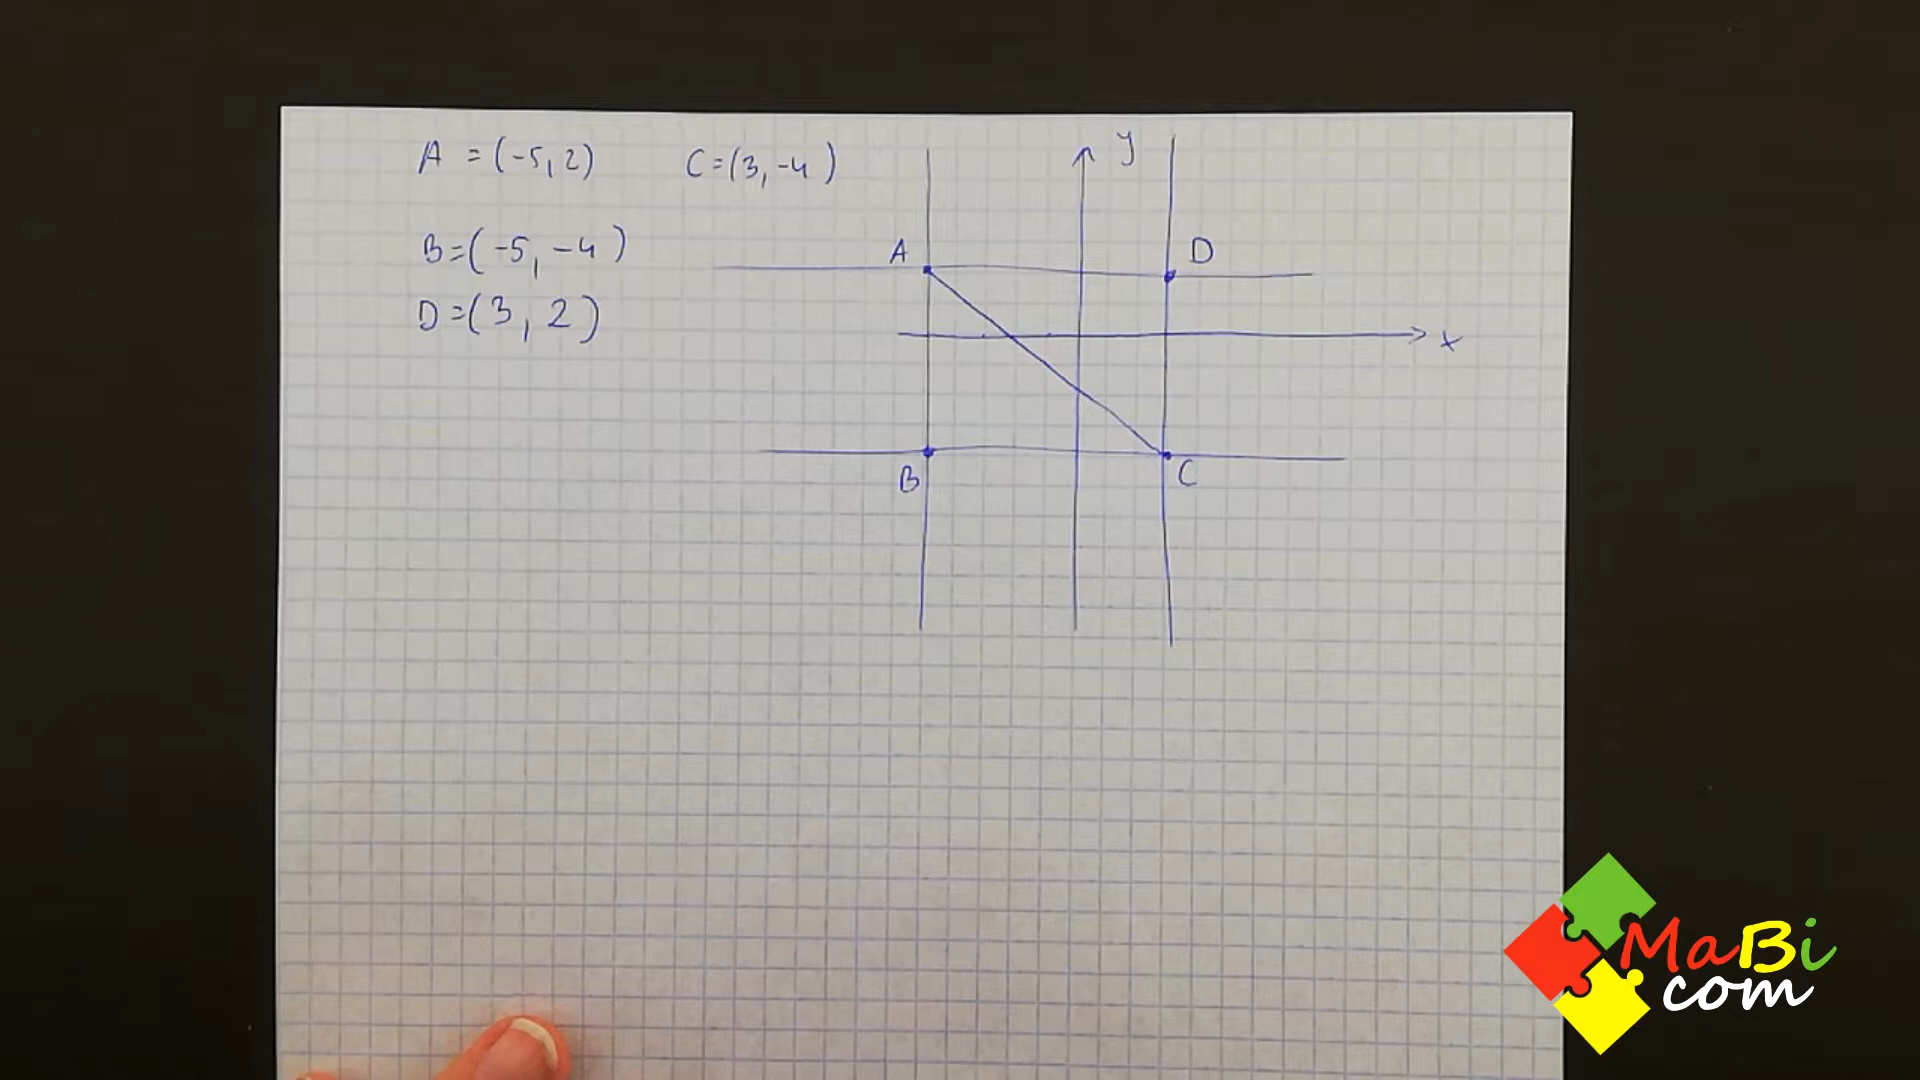 A = (-5, 2) C=(3, -4)
B=(-5, -4)
D=(3, 2)
y
A
D
x
B
C
MaBi
com